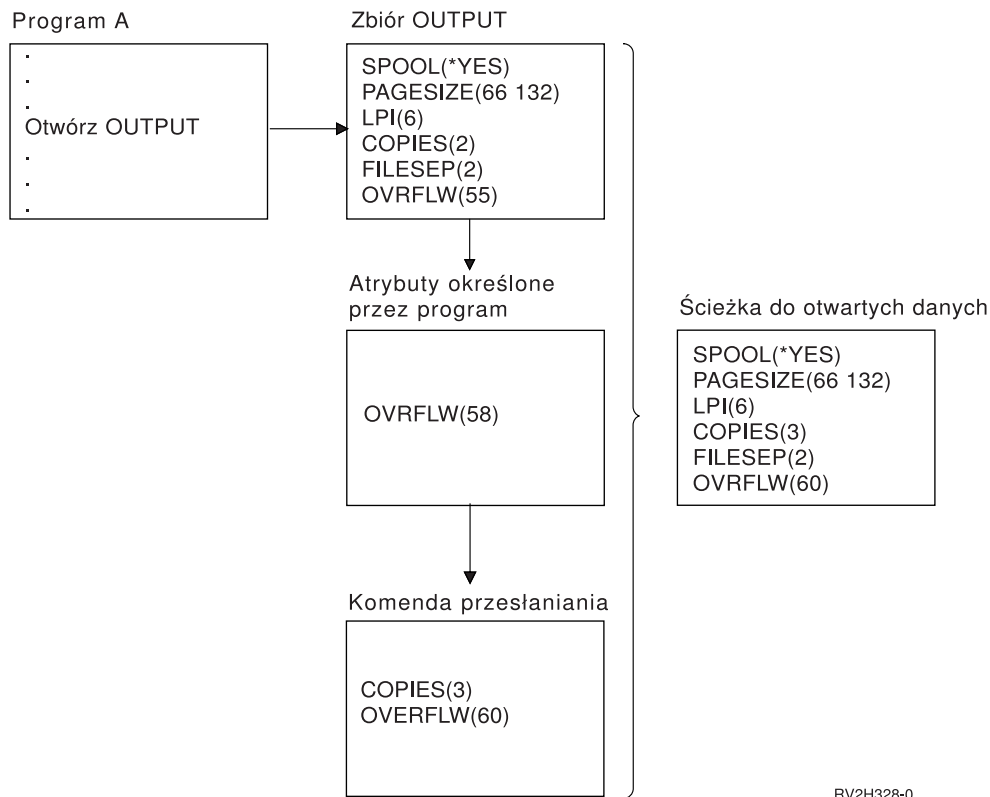 Program A
.
.
.
Otwórz OUTPUT
.
.
.
Zbiór OUTPUT
SPOOL(*YES)
PAGESIZE(66 132)
LPI(6)
COPIES(2)
FILESEP(2)
OVRFLW(55)
Atrybuty określone
przez program
OVRFLW(58)
Komenda przesłaniania
COPIES(3)
OVERFLW(60)
Ścieżka do otwartych danych
SPOOL(*YES)
PAGESIZE(66 132)
LPI(6)
COPIES(3)
FILESEP(2)
OVRFLW(60)
RV2H328-0